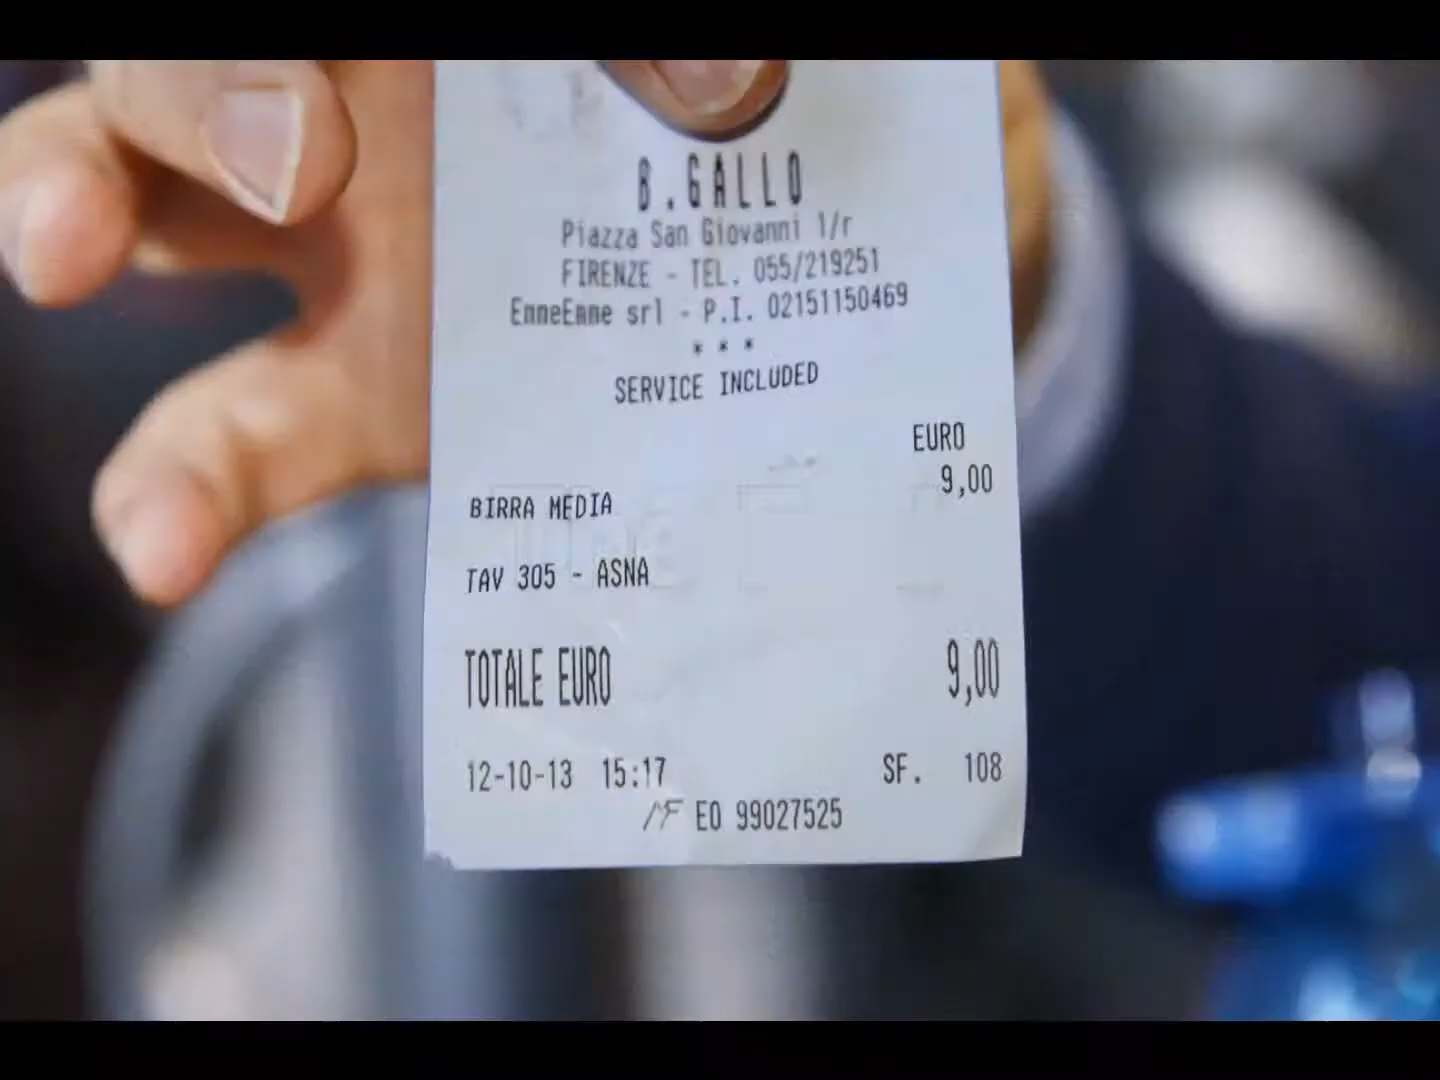 B.GALLO
Piazza San Giovanni 1/r
FIRENZE - TEL. 055/219251
EmmeEmme srl - P.I. 02151150469
* * *
SERVICE INCLUDED
EURO
BIRRA MEDIA 9,00
TAV 305 - ASNA
TOTALE EURO 9,00
12-10-13 15:17 SF. 108
MF EO 99027525